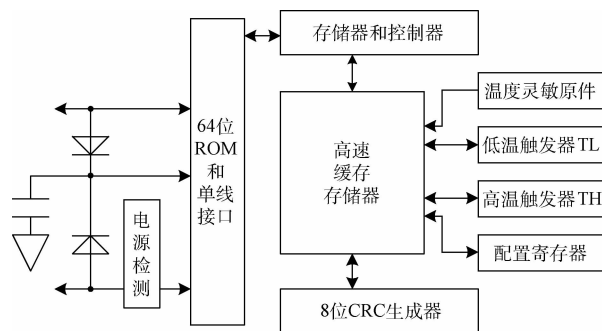 存储器和控制器
64位
ROM
和
单线
接口
电
源
检
测
高速
缓存
存储器
温度灵敏原件
低温触发器TL
高温触发器TH
配置寄存器
8位CRC生成器